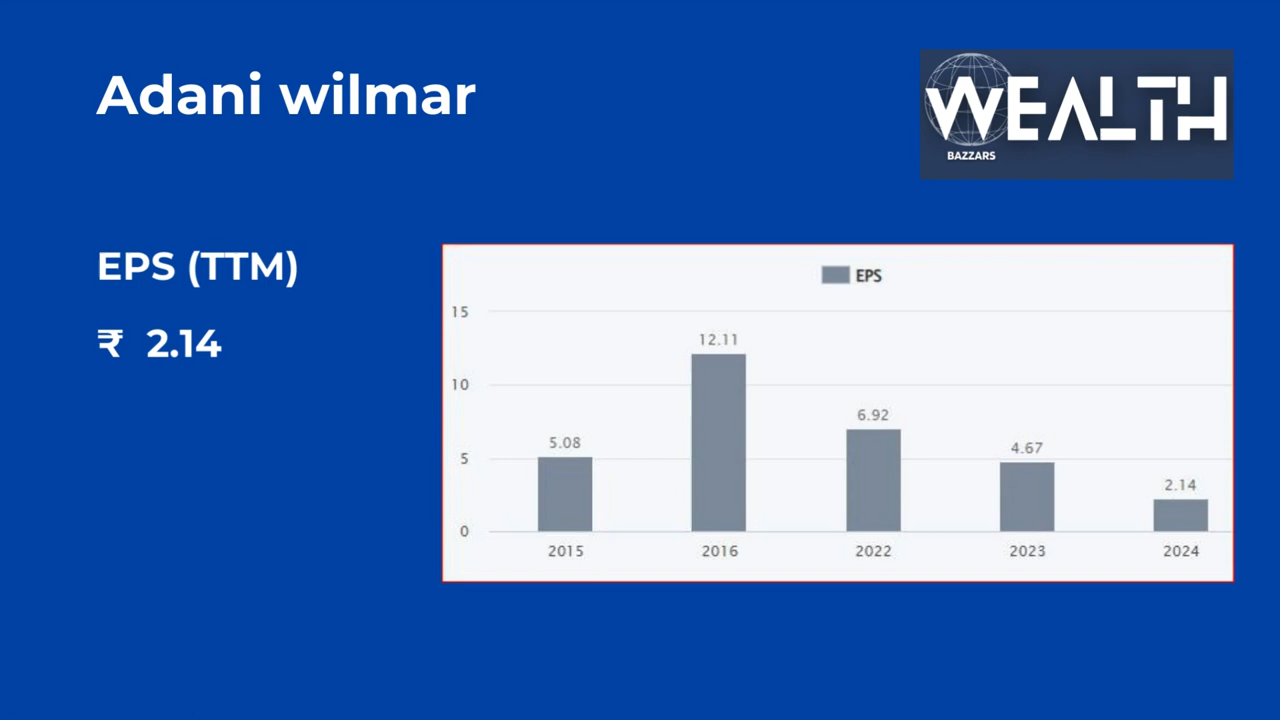 Adani wilmar
WEALTH
BAZZARS
EPS (TTM)
₹ 2.14
EPS
15
10
5
0
5.08
12.11
6.92
4.67
2.14
2015 2016 2022 2023 2024